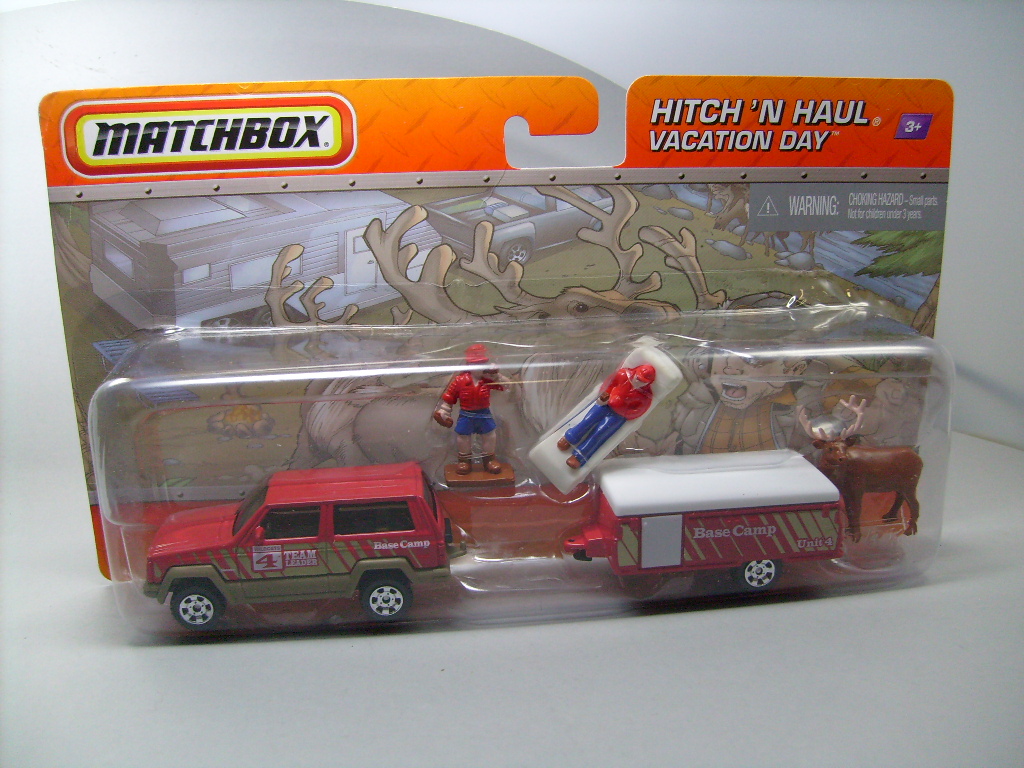 MATCHBOX®
HITCH 'N HAUL®
VACATION DAY™
3+
WARNING: CHOKING HAZARD – Small parts.
Not for children under 3 years.
4 TEAM
LEADER
Base Camp
Base Camp
Unit 4